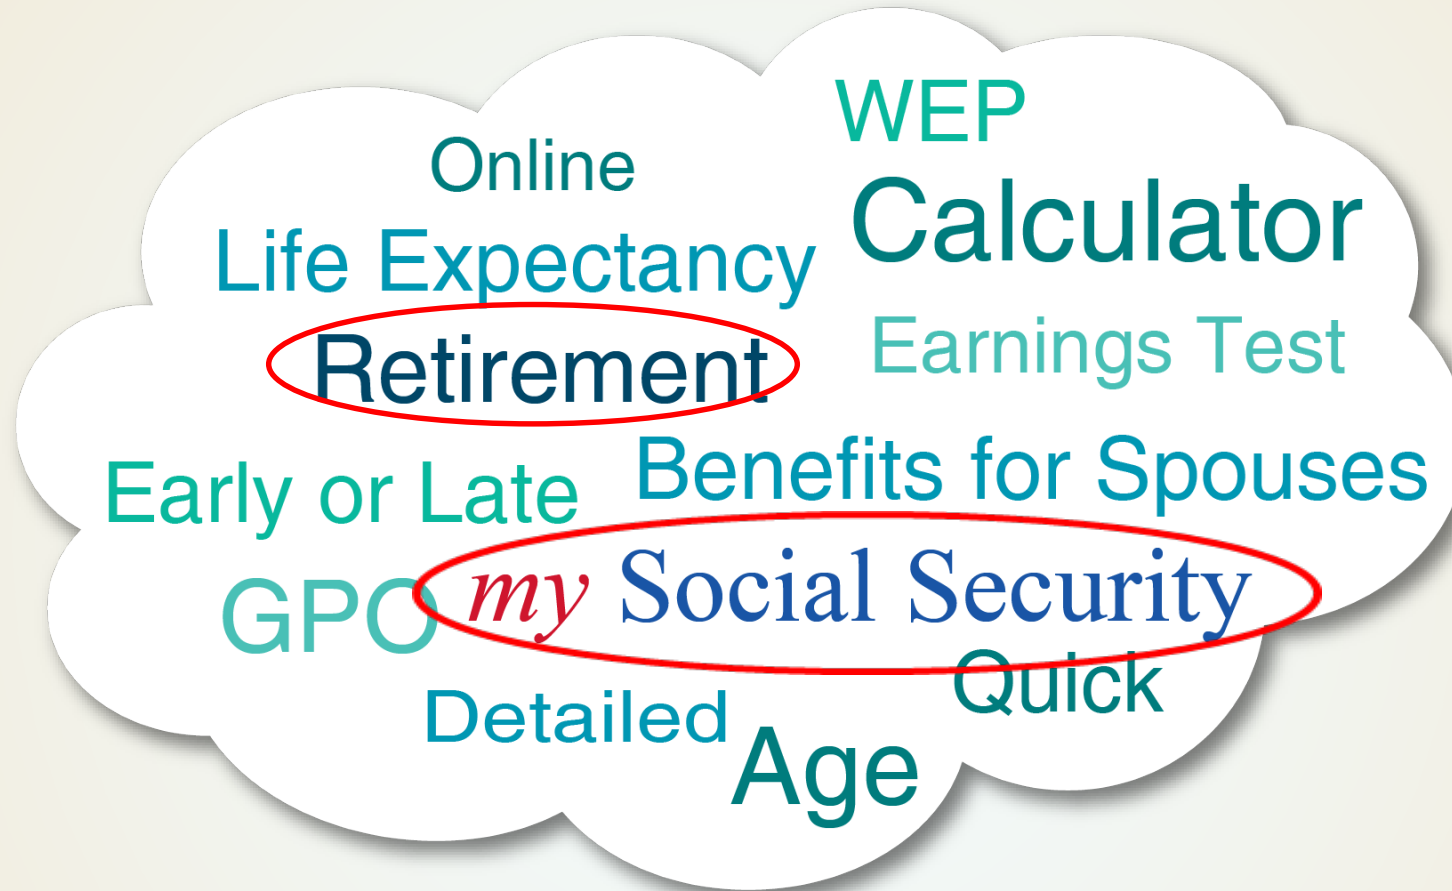 WEP
Online
Calculator
Life Expectancy
Retirement
Earnings Test
Early or Late
Benefits for Spouses
GPO
my Social Security
Quick
Detailed
Age